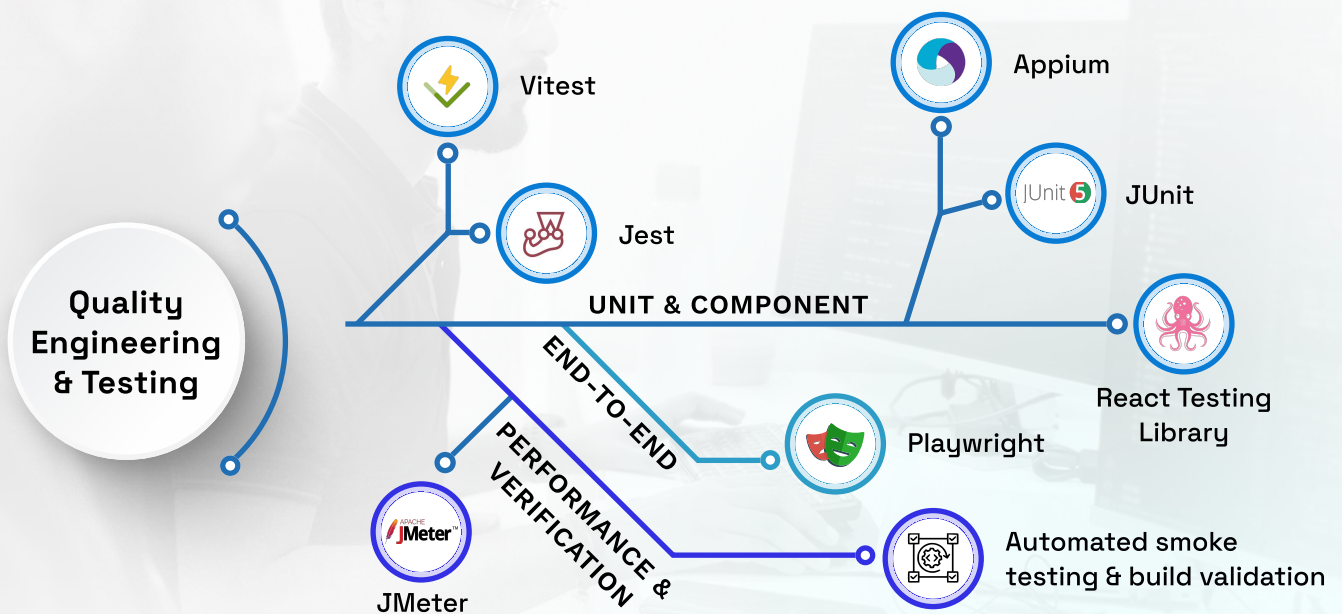 Quality
Engineering
& Testing
Vitest
Jest
UNIT & COMPONENT
Appium
JUnit 5
JUnit
React Testing
Library
END-TO-END
Playwright
PERFORMANCE &
VERIFICATION
APACHE
JMeter™
JMeter
Automated smoke
testing & build validation